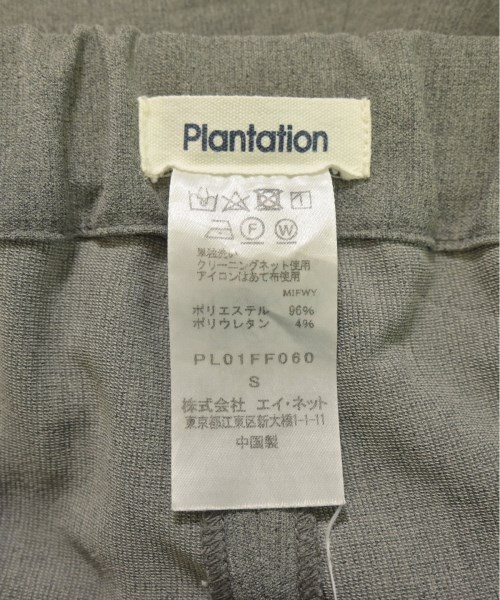 Plantation
F W
単独洗い
クリーニングネット使用
アイロンはあて布使用
MIFWY
ポリエステル 96%
ポリウレタン 4%
PL01FF060
S
株式会社 エイ・ネット
東京都江東区新大橋1-1-11
中国製